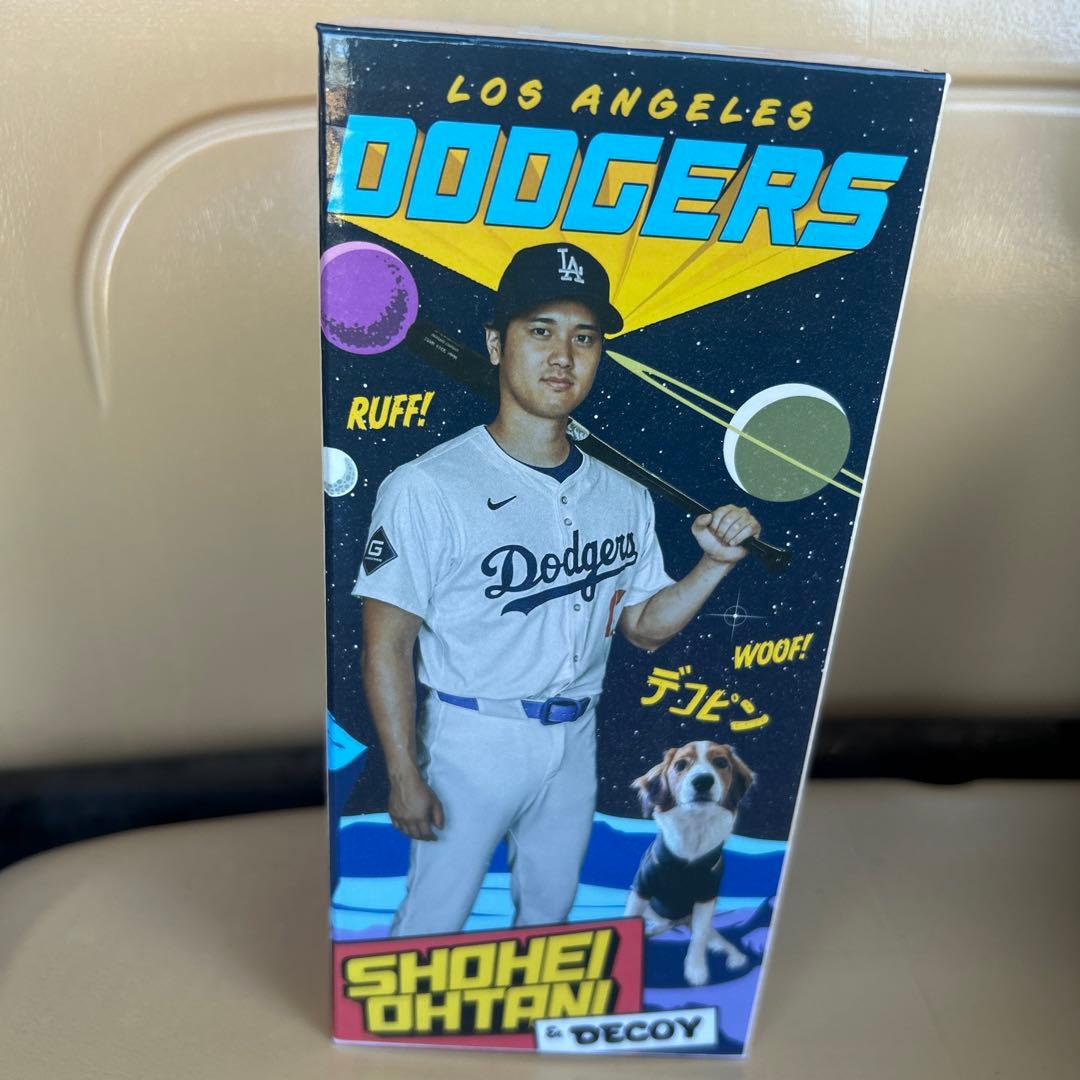 LOS ANGELES
DODGERS
LA
RUFF!
G
Dodgers
WOOF!
デコピン
SHOHEI
OHTANI
& DECOY